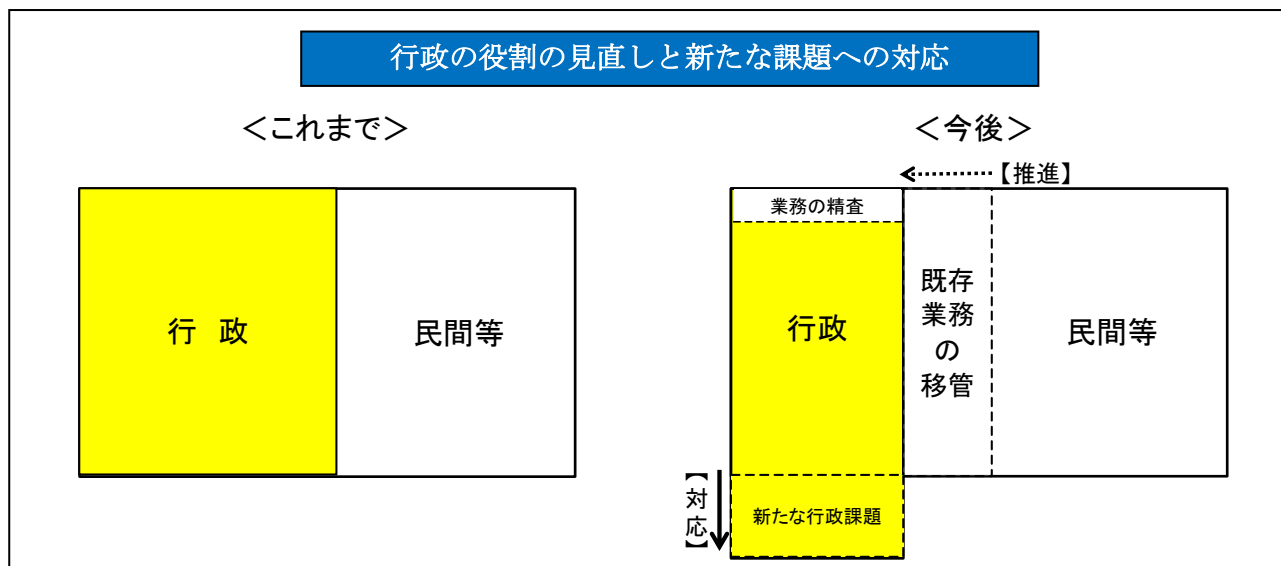 行政の役割の見直しと新たな課題への対応
＜これまで＞
行　政
民間等
＜今後＞
【推進】
業務の精査
行政
既存
業務
の
移管
民間等
【対応】
新たな行政課題